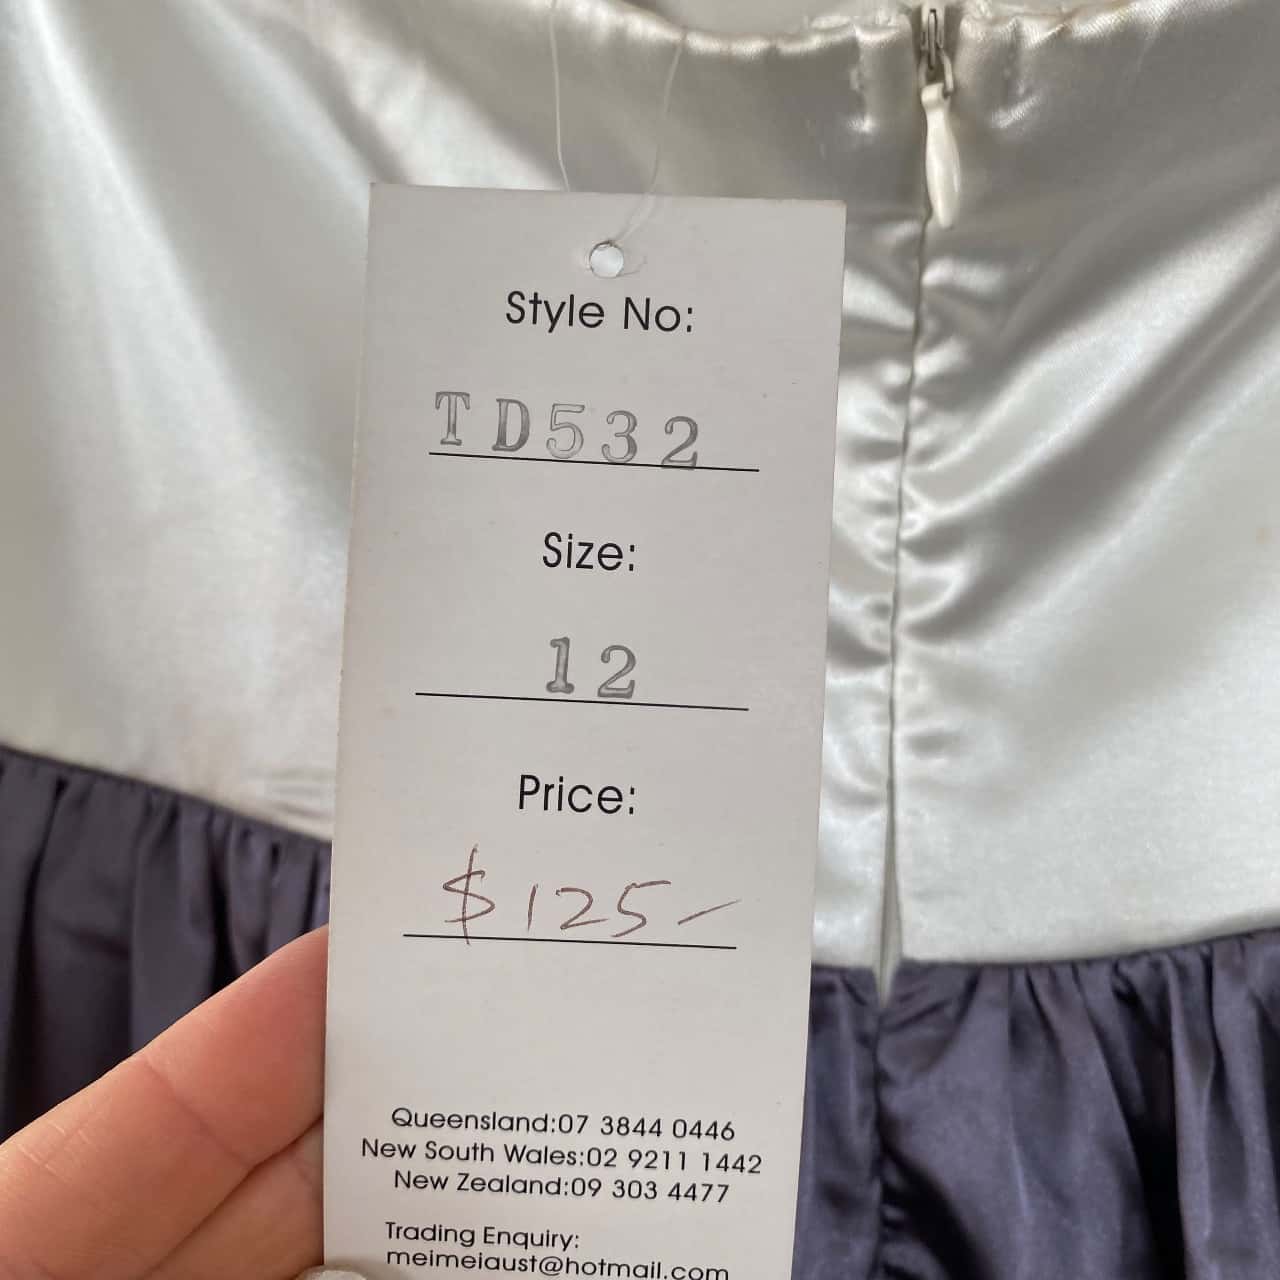 Style No:
TD532
Size:
12
Price:
$125-
Queensland:07 3844 0446
New South Wales:02 9211 1442
New Zealand:09 303 4477
Trading Enquiry:
meimeiaust@hotmail.com